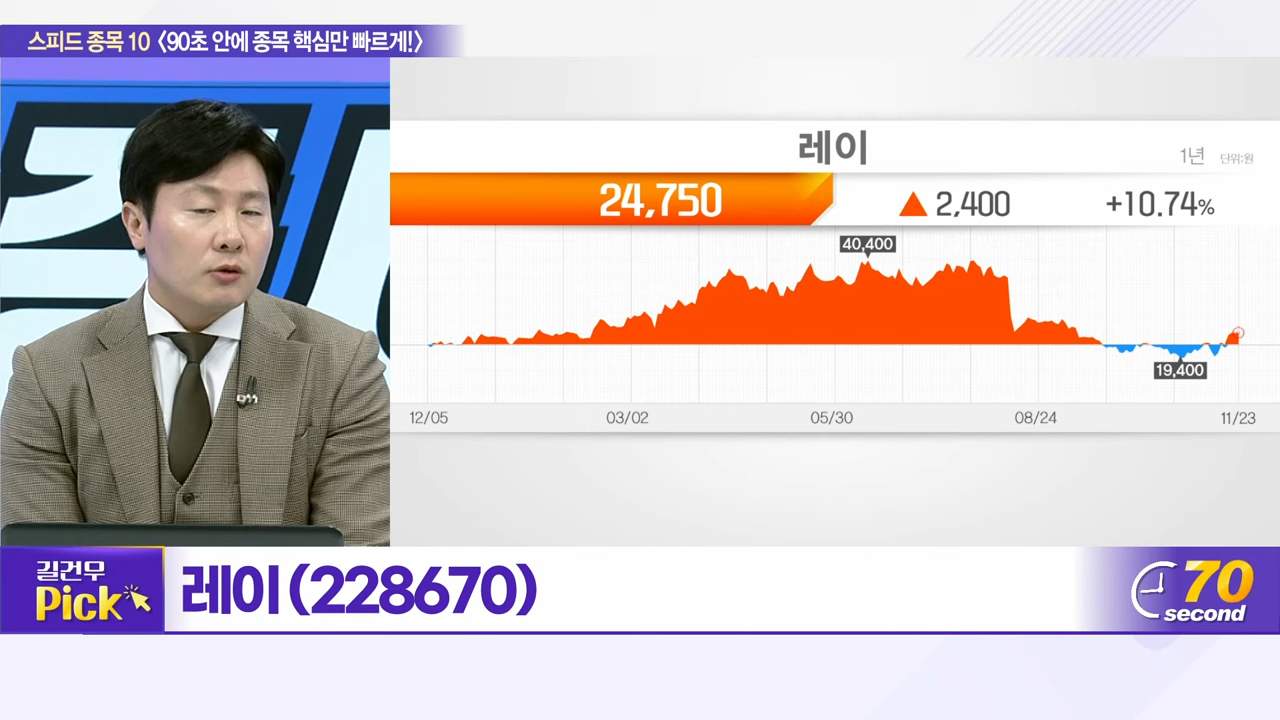 스피드 종목 10 〈90초 안에 종목 핵심만 빠르게!〉
레이
1년 단위:원
24,750 ▲ 2,400 +10.74%
40,400
19,400
12/05 03/02 05/30 08/24 11/23
길건무
Pick
레이(228670)
70
second